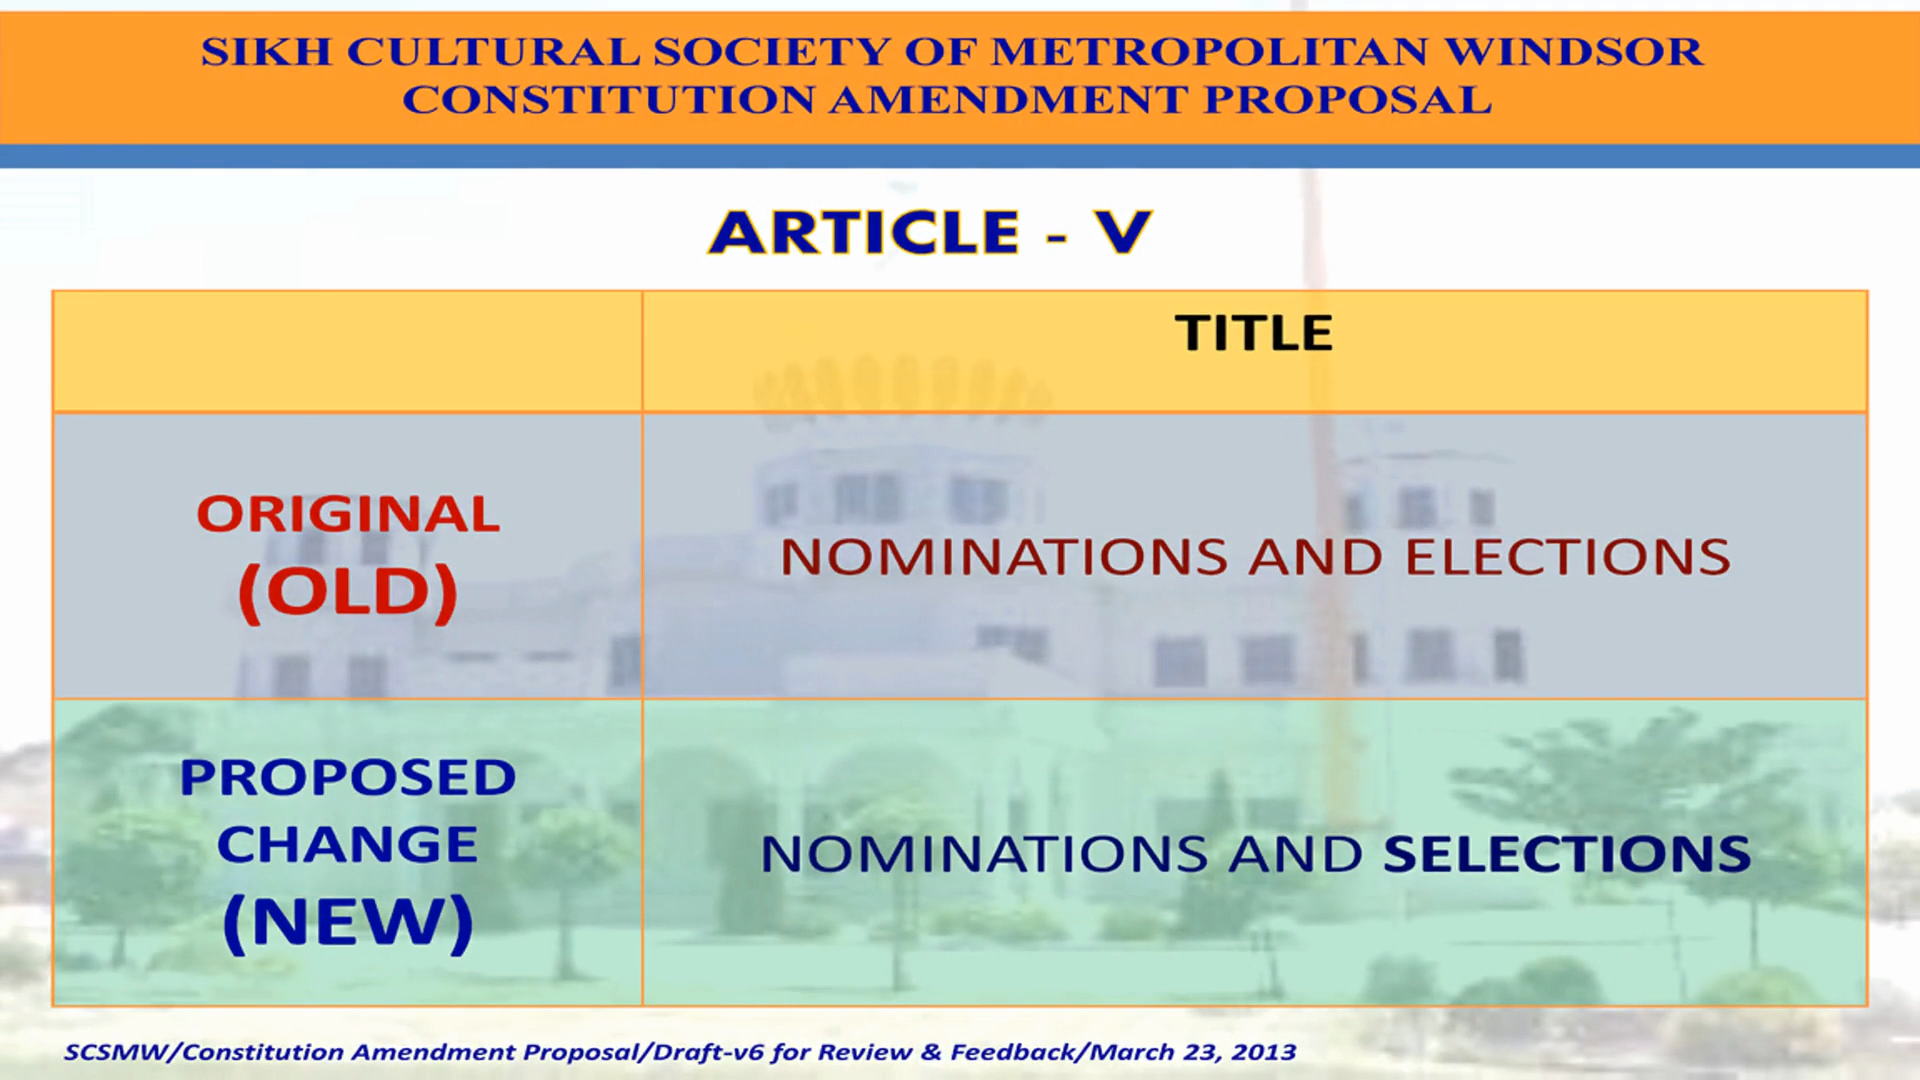 SIKH CULTURAL SOCIETY OF METROPOLITAN WINDSOR
CONSTITUTION AMENDMENT PROPOSAL
ARTICLE - V
TITLE
ORIGINAL
(OLD)
NOMINATIONS AND ELECTIONS
PROPOSED
CHANGE
(NEW)
NOMINATIONS AND SELECTIONS
SCSMW/Constitution Amendment Proposal/Draft-v6 for Review & Feedback/March 23, 2013